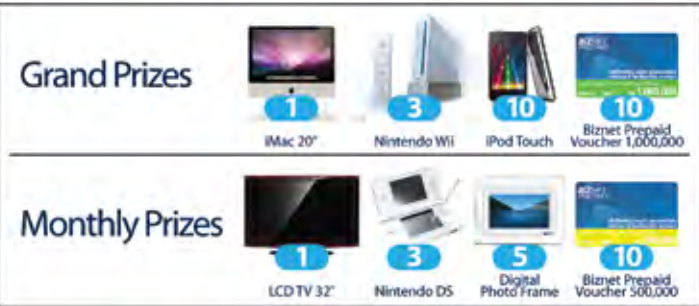 Grand Prizes
1
3
10
10
iMac 20"
Nintendo Wii
iPod Touch
Biznet Prepaid
Voucher 1,000,000
Monthly Prizes
1
3
5
10
LCD TV 32"
Nintendo DS
Digital
Photo Frame
Biznet Prepaid
Voucher 500,000